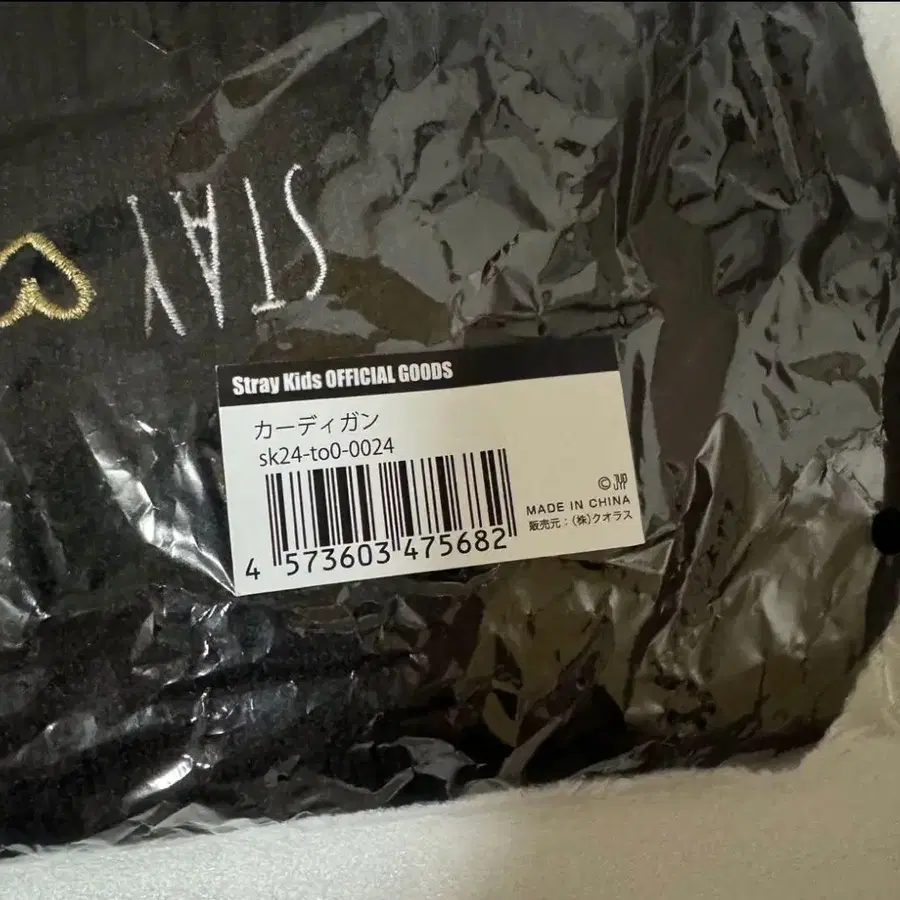 STAY
Stray Kids OFFICIAL GOODS
カーディガン
sk24-to0-0024
4 573603 475682
©JYP
MADE IN CHINA
販売元：(株)クオラス